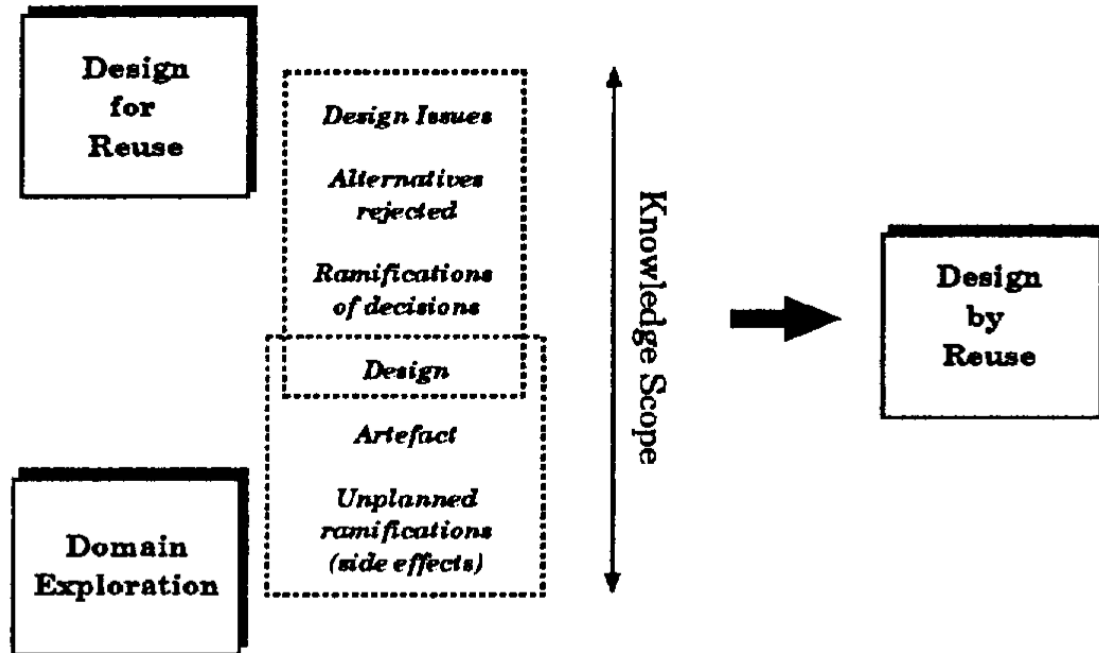 Design
for
Reuse
Design Issues
Alternatives
rejected
Ramifications
of decisions
Design
Artefact
Unplanned
ramifications
(side effects)
Domain
Exploration
Knowledge Scope
Design
by
Reuse